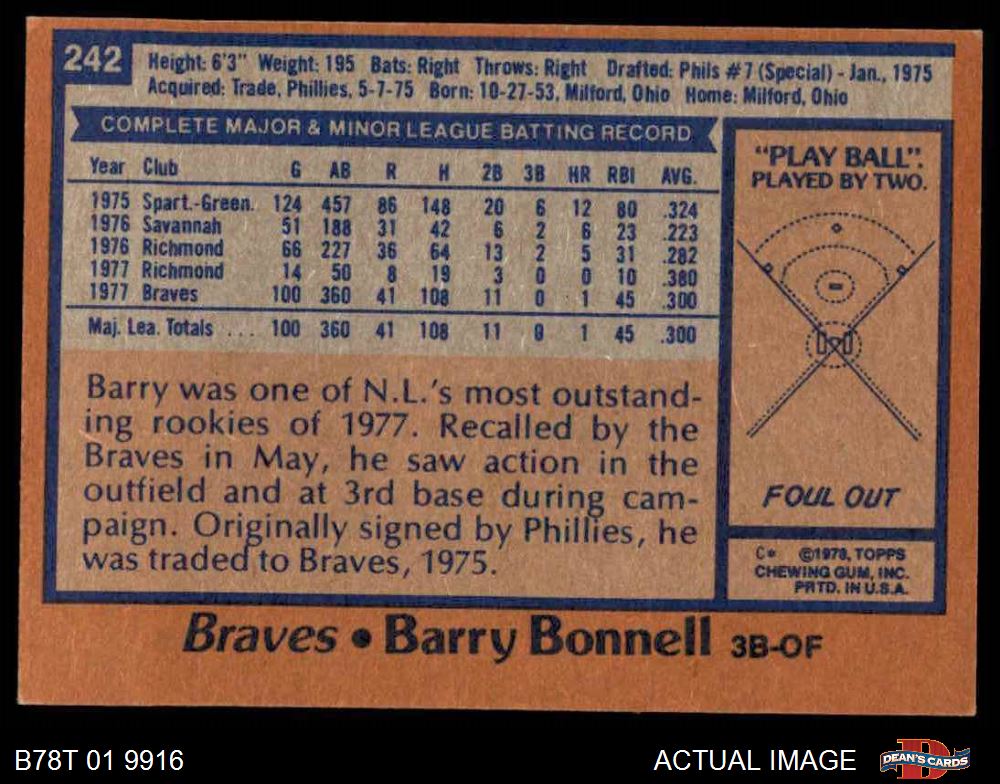 242
Height: 6'3" Weight: 195 Bats: Right Throws: Right Drafted: Phils #7 (Special) - Jan., 1975
Acquired: Trade, Phillies, 5-7-75 Born: 10-27-53, Milford, Ohio Home: Milford, Ohio
COMPLETE MAJOR & MINOR LEAGUE BATTING RECORD
Year Club G AB R H 2B 3B HR RBI AVG.
1975 Spart.-Green. 124 457 86 148 20 6 12 80 .324
1976 Savannah 51 188 31 42 6 2 6 23 .223
1976 Richmond 66 227 36 64 13 2 5 31 .282
1977 Richmond 14 50 8 19 3 0 0 10 .380
1977 Braves 100 360 41 108 11 0 1 45 .300
Maj. Lea. Totals ... 100 360 41 108 11 0 1 45 .300
Barry was one of N.L.'s most outstand-
ing rookies of 1977. Recalled by the
Braves in May, he saw action in the
outfield and at 3rd base during cam-
paign. Originally signed by Phillies, he
was traded to Braves, 1975.
"PLAY BALL".
PLAYED BY TWO.
FOUL OUT
C* ©1978, TOPPS
CHEWING GUM, INC.
PRTD. IN U.S.A.
Braves • Barry Bonnell 3B-OF
B78T 01 9916
ACTUAL IMAGE
DEAN'S CARDS